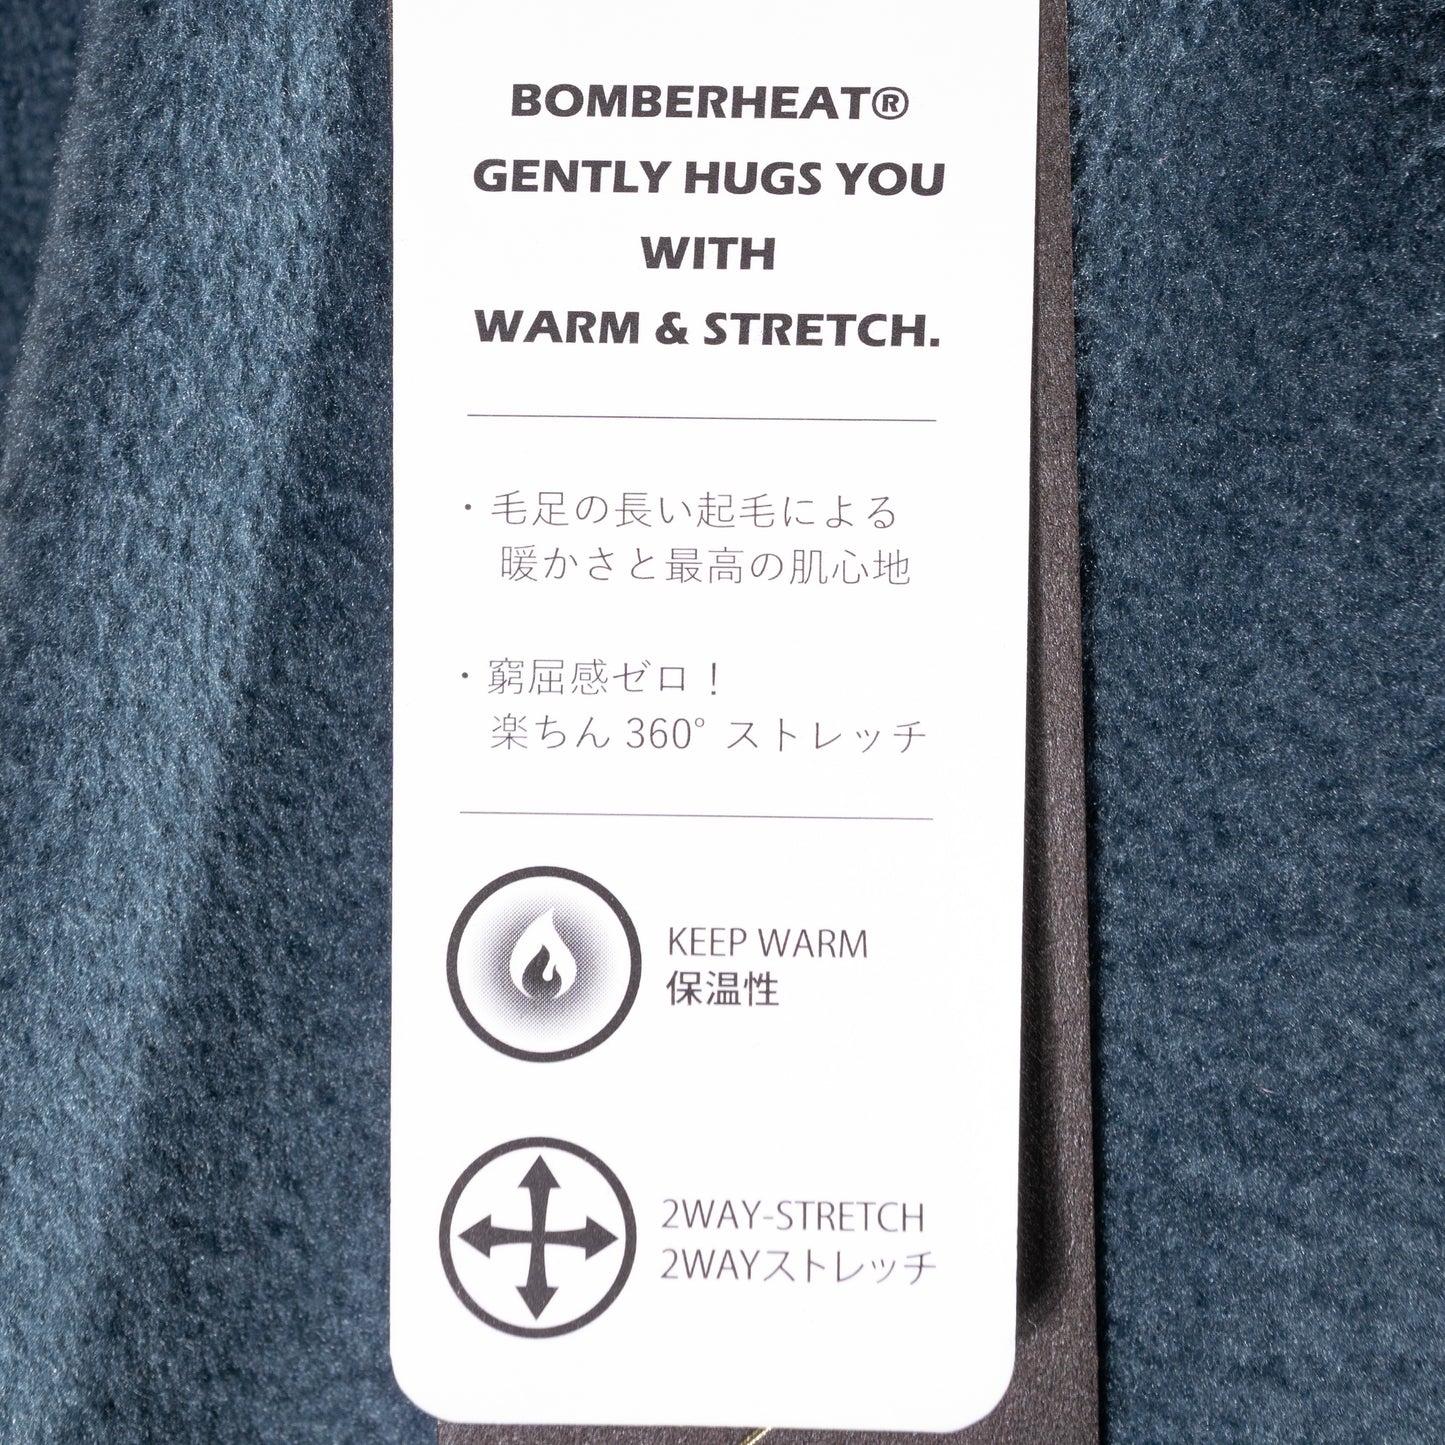 BOMBERHEAT®
GENTLY HUGS YOU
WITH
WARM & STRETCH.
・毛足の長い起毛による
暖かさと最高の肌心地
・窮屈感ゼロ！
楽ちん 360° ストレッチ
KEEP WARM
保温性
2WAY-STRETCH
2WAYストレッチ